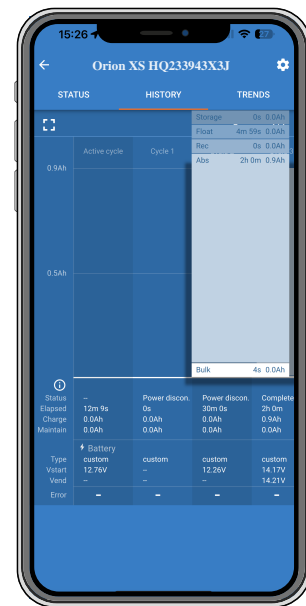 15:26
27
Orion XS HQ233943X3J
STATUS HISTORY TRENDS
Storage 0s 0.0Ah
Float 4m 59s 0.0Ah
Rec 0s 0.0Ah
Active cycle Cycle 1
Abs 2h 0m 0.9Ah
0.9Ah
0.5Ah
Bulk 4s 0.0Ah
Status – Power discon. Power discon. Complete
Elapsed 12m 9s 0s 30m 0s 2h 0m
Charge 0.0Ah 0.0Ah 0.0Ah 0.9Ah
Maintain 0.0Ah 0.0Ah 0.0Ah 0.0Ah
Battery
Type custom custom custom custom
Vstart 12.76V – 12.26V 14.17V
Vend – – – 14.21V
Error – – –